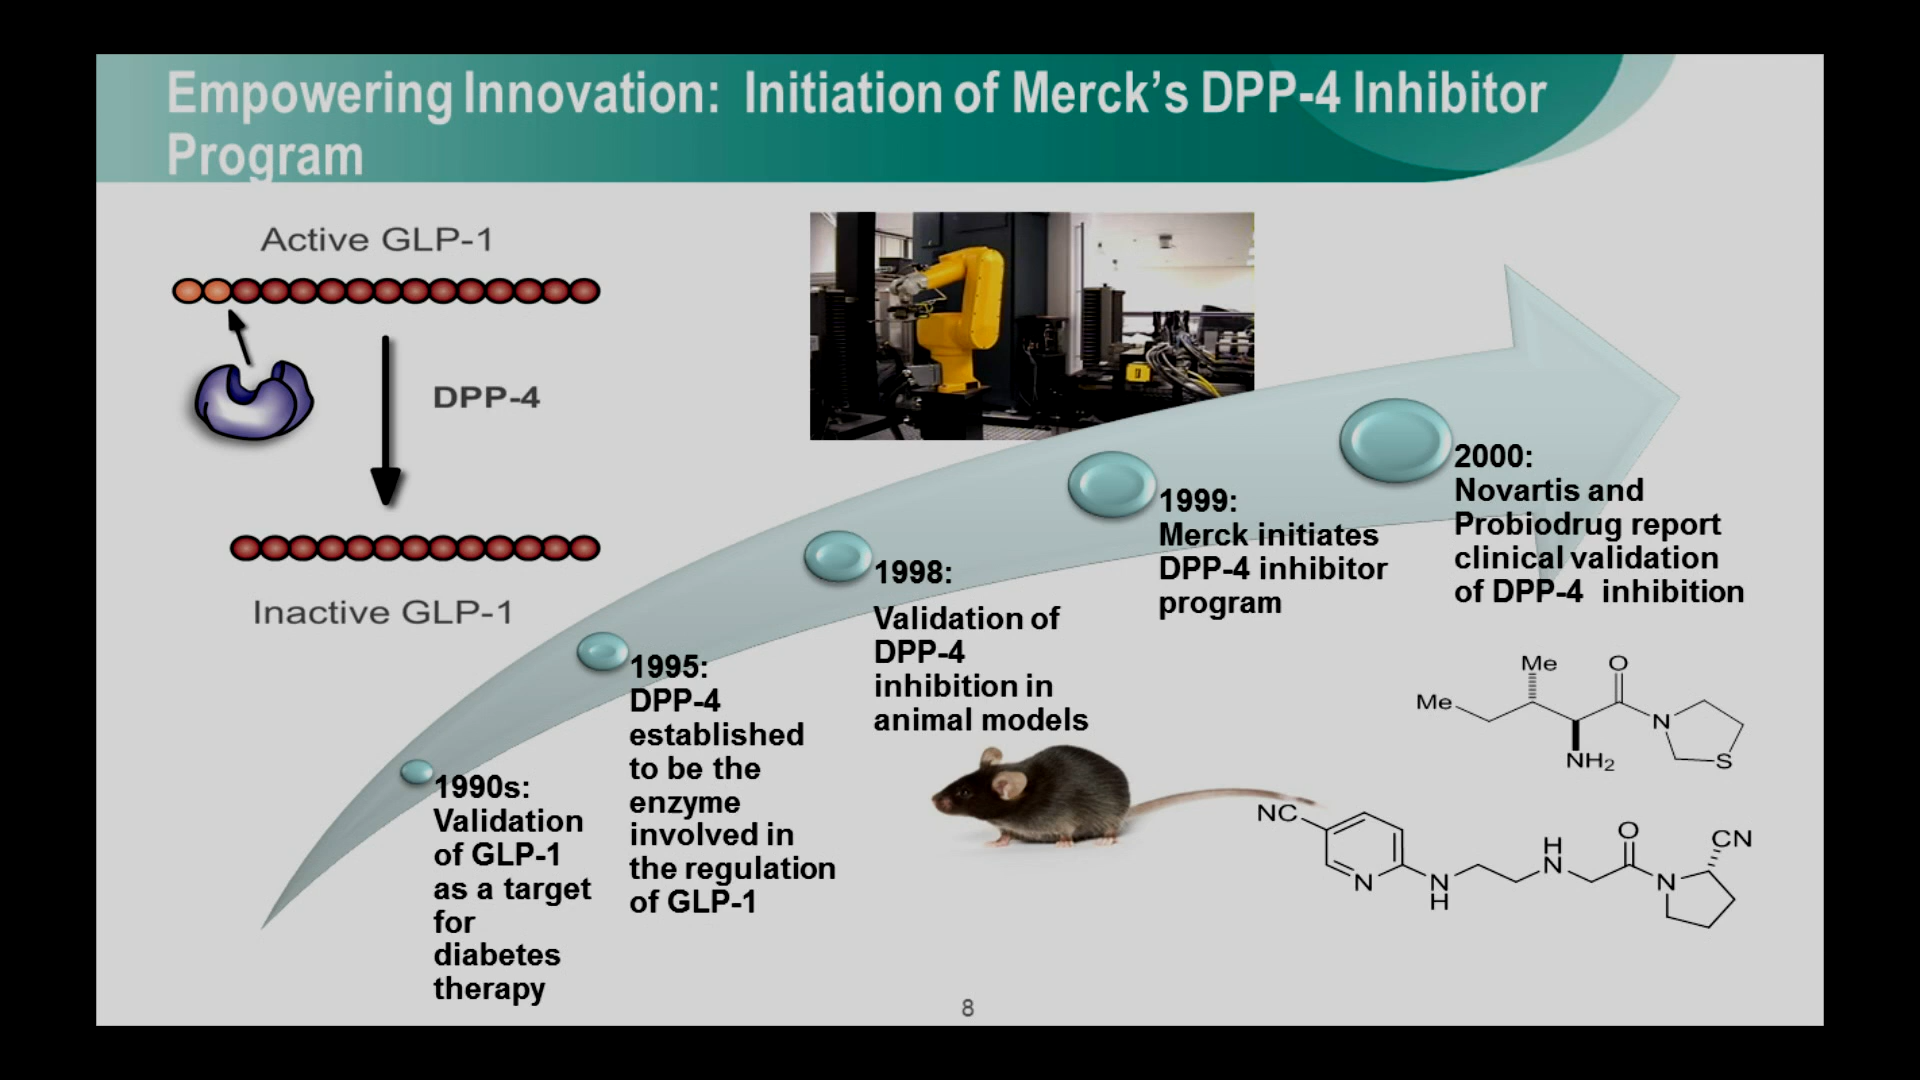 Empowering Innovation: Initiation of Merck's DPP-4 Inhibitor
Program
Active GLP-1
DPP-4
Inactive GLP-1
1990s:
Validation
of GLP-1
as a target
for
diabetes
therapy
1995:
DPP-4
established
to be the
enzyme
involved in
the regulation
of GLP-1
1998:
Validation of
DPP-4
inhibition in
animal models
1999:
Merck initiates
DPP-4 inhibitor
program
2000:
Novartis and
Probiodrug report
clinical validation
of DPP-4 inhibition
Me
O
Me
N
NH₂
S
NC
N
N
H
H
N
O
N
CN
8